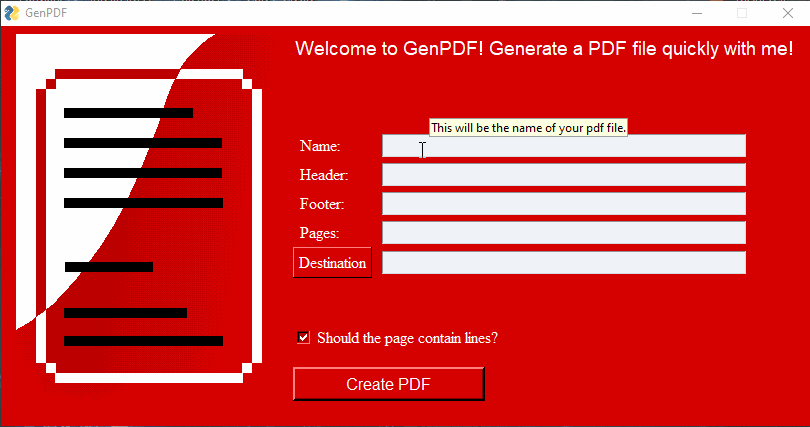 GenPDF
Welcome to GenPDF! Generate a PDF file quickly with me!
This will be the name of your pdf file.
Name:
Header:
Footer:
Pages:
Destination
Should the page contain lines?
Create PDF